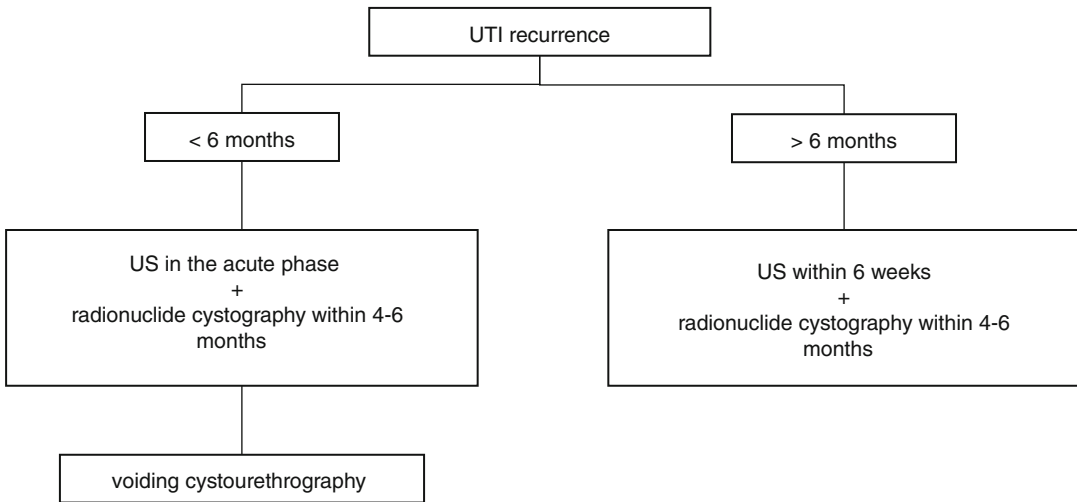 UTI recurrence
< 6 months
> 6 months
US in the acute phase
+
radionuclide cystography within 4-6
months
US within 6 weeks
+
radionuclide cystography within 4-6
months
voiding cystourethrography